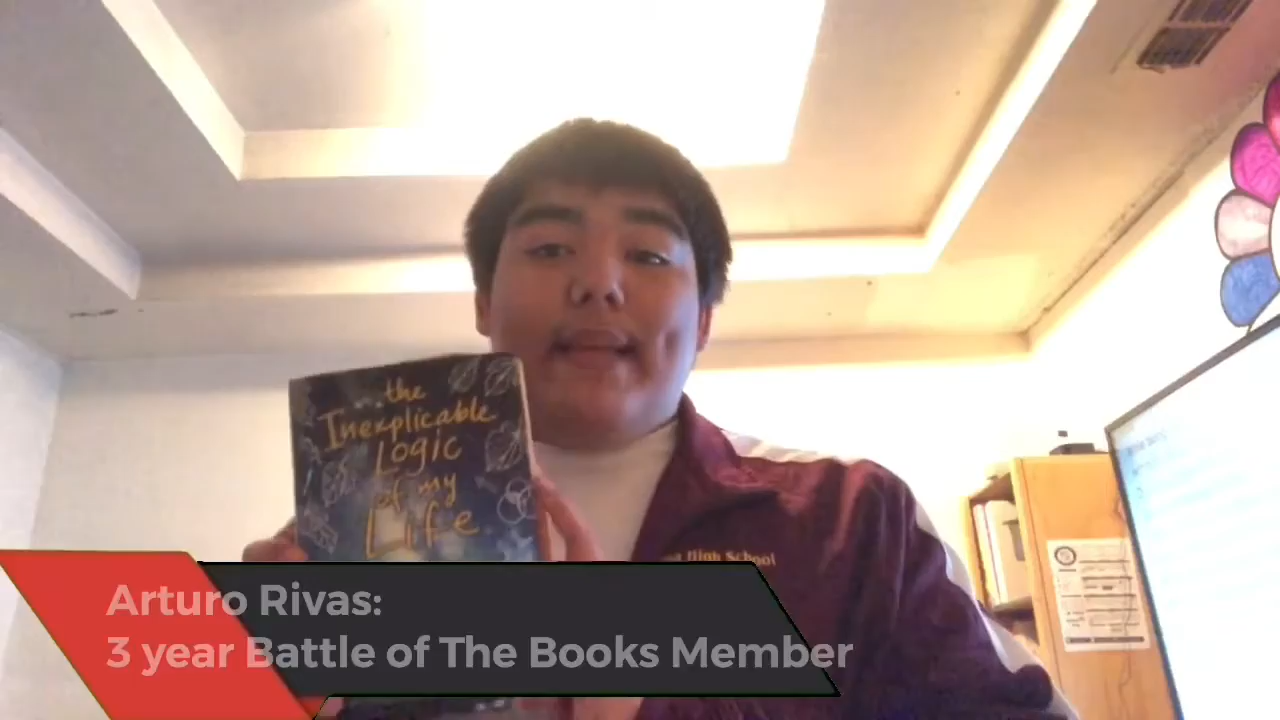 the
Inexplicable
Logic
of my
Life
High School
Arturo Rivas:
3 year Battle of The Books Member